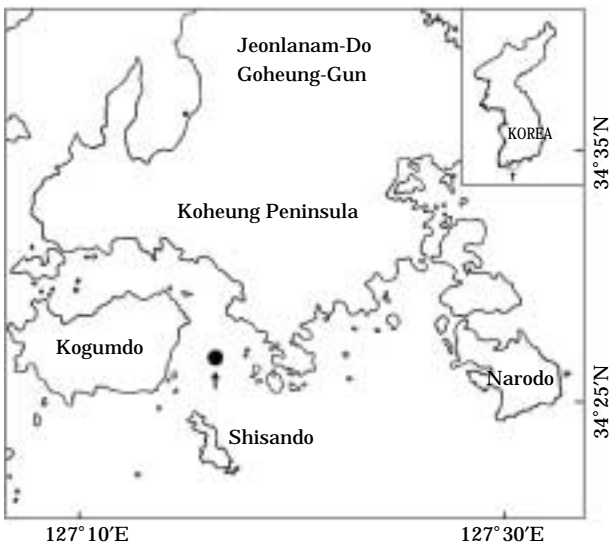 Jeonlanam-Do
Goheung-Gun
KOREA
34°35′N
Koheung Peninsula
Kogumdo
Narodo
34°25′N
Shisando
127°10′E
127°30′E